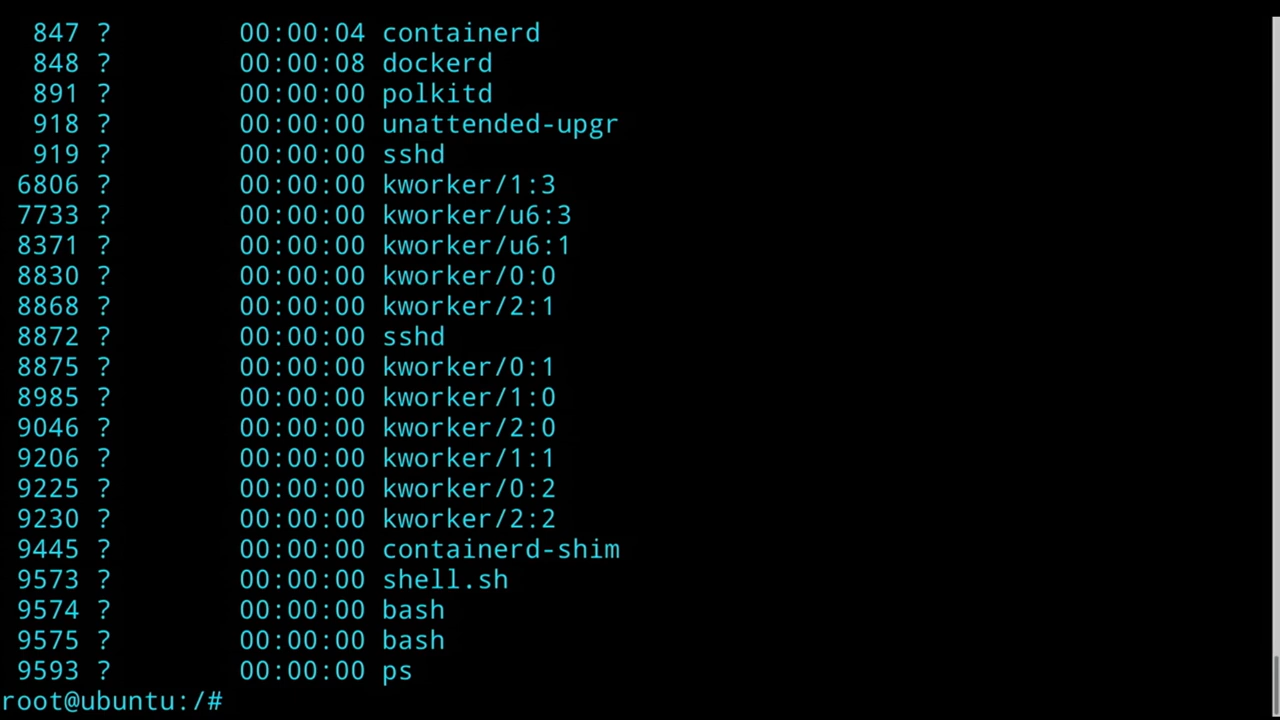 847 ? 00:00:04 containerd
848 ? 00:00:08 dockerd
891 ? 00:00:00 polkitd
918 ? 00:00:00 unattended-upgr
919 ? 00:00:00 sshd
6806 ? 00:00:00 kworker/1:3
7733 ? 00:00:00 kworker/u6:3
8371 ? 00:00:00 kworker/u6:1
8830 ? 00:00:00 kworker/0:0
8868 ? 00:00:00 kworker/2:1
8872 ? 00:00:00 sshd
8875 ? 00:00:00 kworker/0:1
8985 ? 00:00:00 kworker/1:0
9046 ? 00:00:00 kworker/2:0
9206 ? 00:00:00 kworker/1:1
9225 ? 00:00:00 kworker/0:2
9230 ? 00:00:00 kworker/2:2
9445 ? 00:00:00 containerd-shim
9573 ? 00:00:00 shell.sh
9574 ? 00:00:00 bash
9575 ? 00:00:00 bash
9593 ? 00:00:00 ps
root@ubuntu:/#